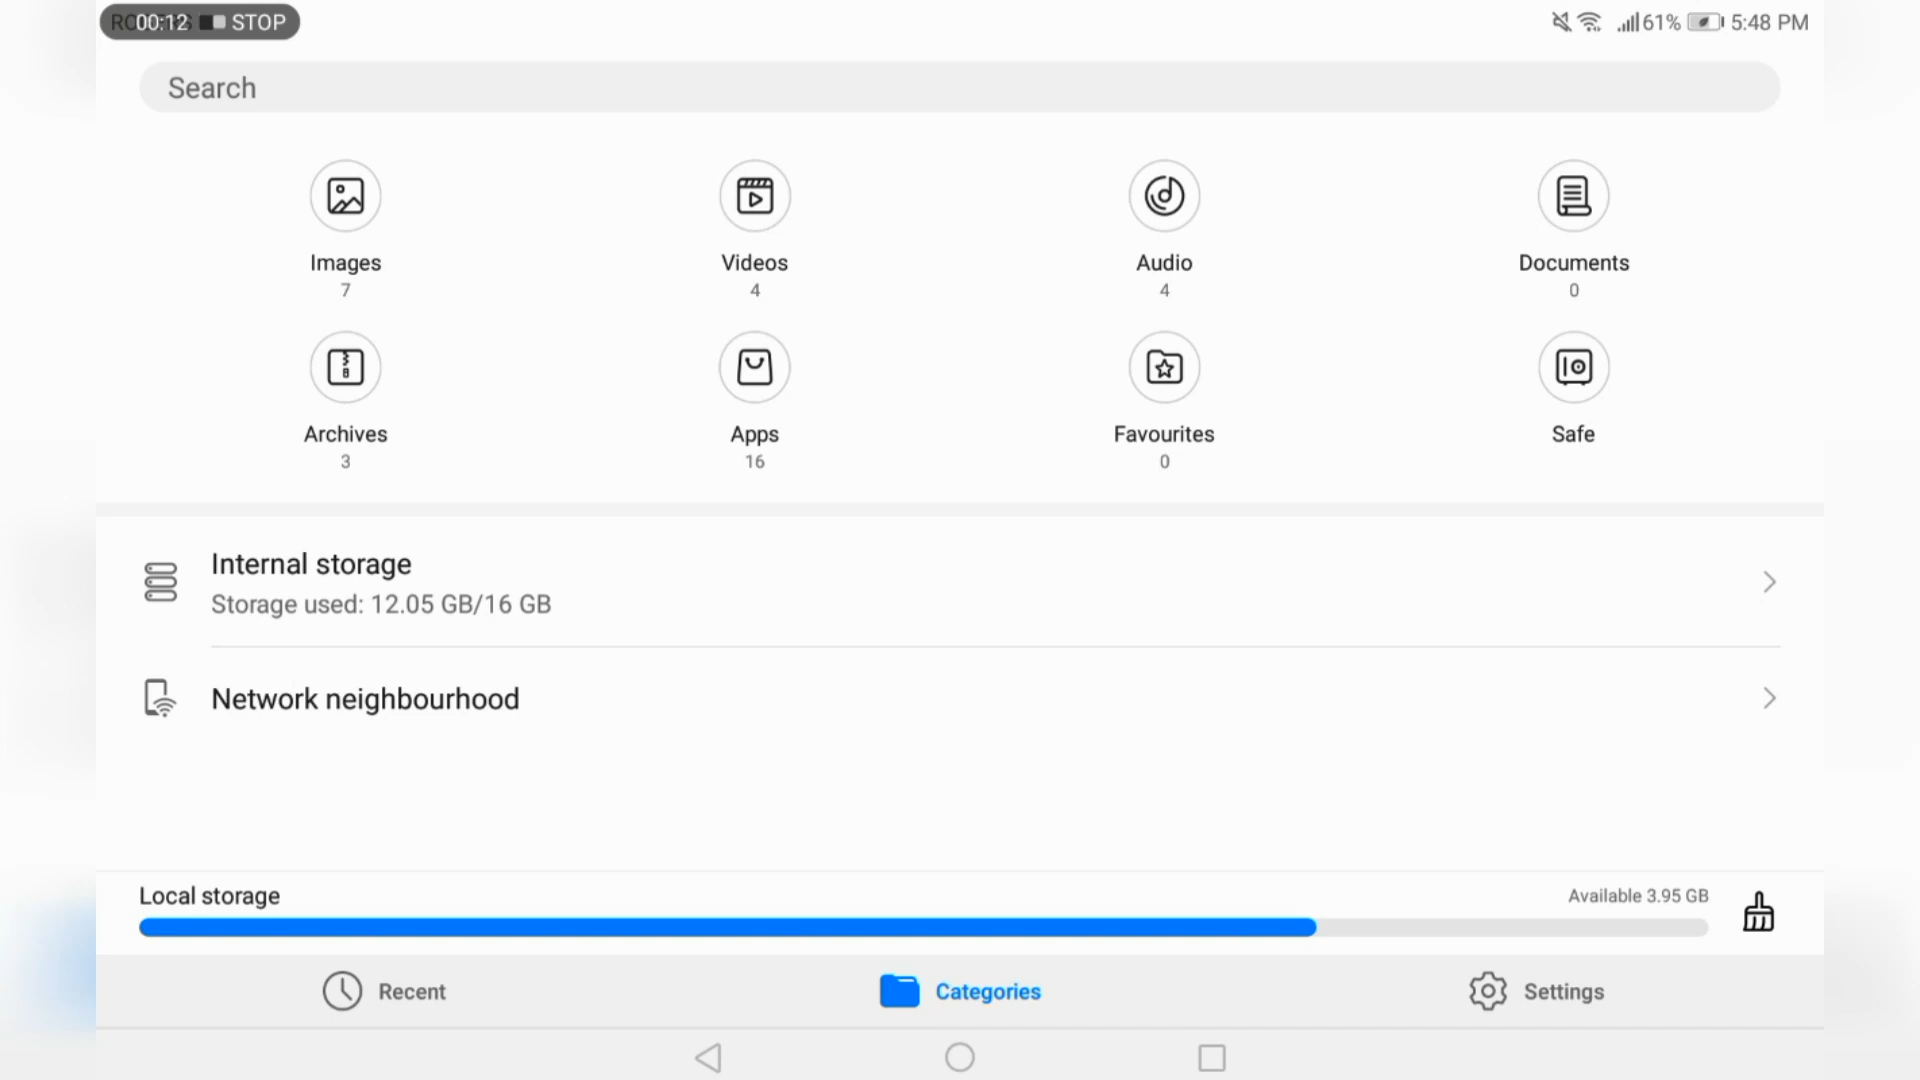 00:12 STOP
61% 5:48 PM
Search
Images
7
Videos
4
Audio
4
Documents
0
Archives
3
Apps
16
Favourites
0
Safe
Internal storage
Storage used: 12.05 GB/16 GB
Network neighbourhood
Local storage
Available 3.95 GB
Recent
Categories
Settings